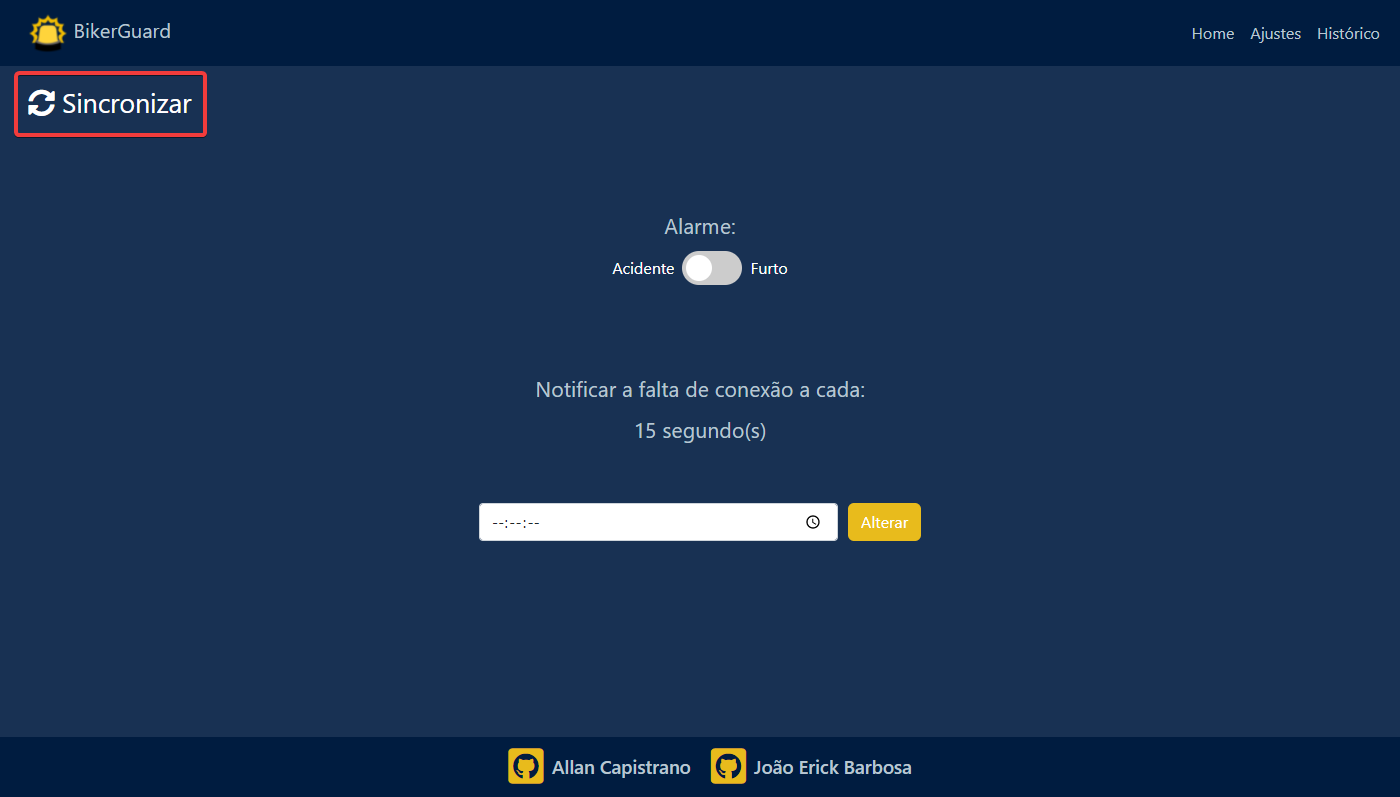 BikerGuard
Home Ajustes Histórico
Sincronizar
Alarme:
Acidente Furto
Notificar a falta de conexão a cada:
15 segundo(s)
--:--:-- Alterar
Allan Capistrano João Erick Barbosa